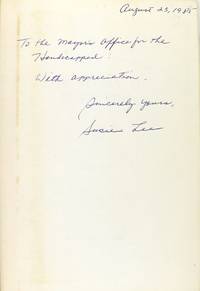 August 23, 1985
To the Mayor's Office for the
Handicapped:
With appreciation.
Sincerely yours,
Susie Lee